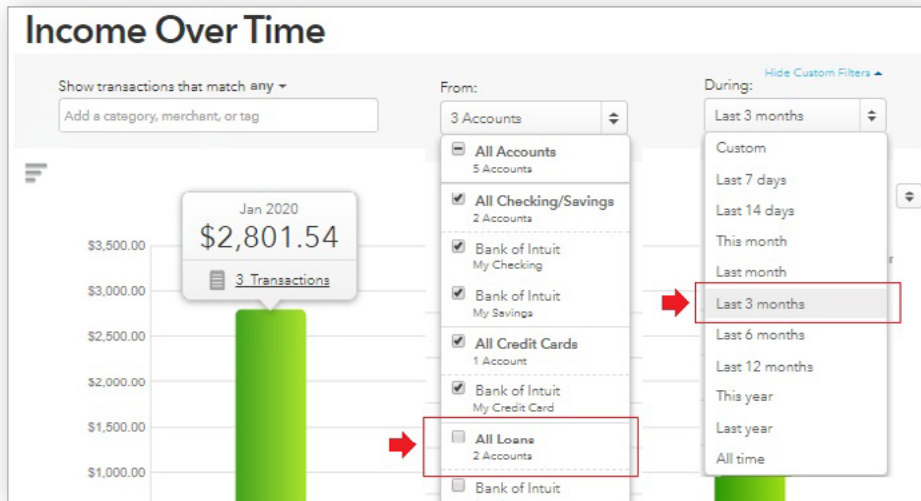 Income Over Time
Hide Custom Filters
Show transactions that match any
From:
During:
Add a category, merchant, or tag
3 Accounts
Last 3 months
All Accounts
5 Accounts
All Checking/Savings
2 Accounts
Bank of Intuit
My Checking
Bank of Intuit
My Savings
All Credit Cards
1 Account
Bank of Intuit
My Credit Card
All Loans
2 Accounts
Bank of Intuit
Custom
Last 7 days
Last 14 days
This month
Last month
Last 3 months
Last 6 months
Last 12 months
This year
Last year
All time
Jan 2020
$2,801.54
3 Transactions
$3,500.00
$3,000.00
$2,500.00
$2,000.00
$1,500.00
$1,000.00